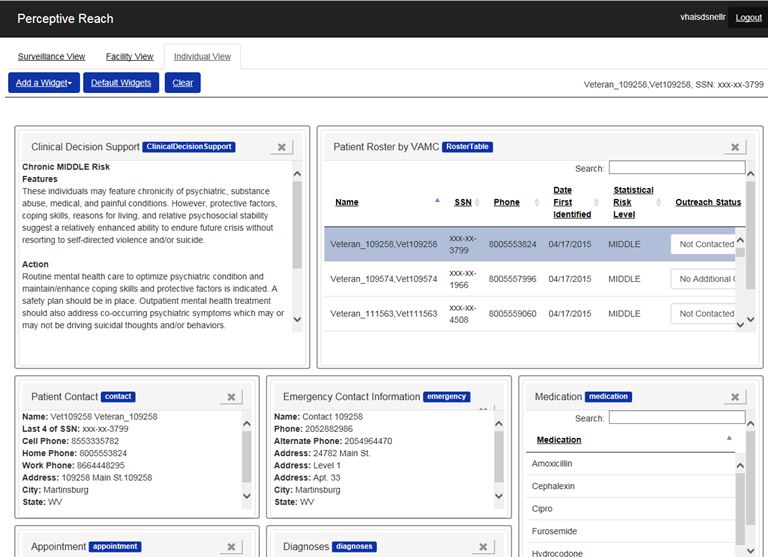 Perceptive Reach
vhaisdsnellr Logout
Surveillance View Facility View Individual View
Add a Widget Default Widgets Clear
Veteran_109258,Vet109258, SSN: xxx-xx-3799
Clinical Decision Support ClinicalDecisionSupport
Chronic MIDDLE Risk
Features
These individuals may feature chronicity of psychiatric, substance
abuse, medical, and painful conditions. However, protective factors,
coping skills, reasons for living, and relative psychosocial stability
suggest a relatively enhanced ability to endure future crisis without
resorting to self-directed violence and/or suicide.
Action
Routine mental health care to optimize psychiatric condition and
maintain/enhance coping skills and protective factors is indicated. A
safety plan should be in place. Outpatient mental health treatment
should also address co-occurring psychiatric symptoms which may or
may not be driving suicidal thoughts and/or behaviors.
Patient Roster by VAMC RosterTable
Search:
Name SSN Phone Date First Identified Statistical Risk Level Outreach Status
Veteran_109258,Vet109258 xxx-xx-3799 8005553824 04/17/2015 MIDDLE Not Contacted
Veteran_109574,Vet109574 xxx-xx-1966 8005557996 04/17/2015 MIDDLE No Additional
Veteran_111563,Vet111563 xxx-xx-4508 8005559060 04/17/2015 MIDDLE Not Contacted
Patient Contact contact
Name: Vet109258 Veteran_109258
Last 4 of SSN: xxx-xx-3799
Cell Phone: 8553335782
Home Phone: 8005553824
Work Phone: 8664448295
Address: 109258 Main St.109258
City: Martinsburg
State: WV
Emergency Contact Information emergency
Name: Contact 109258
Phone: 2052882986
Alternate Phone: 2054964470
Address: 24782 Main St.
Address: Level 1
Address: Apt. 33
City: Martinsburg
State: WV
Medication medication
Search:
Medication
Amoxicillin
Cephalexin
Cipro
Furosemide
Hydrocodone
Appointment appointment
Diagnoses diagnoses